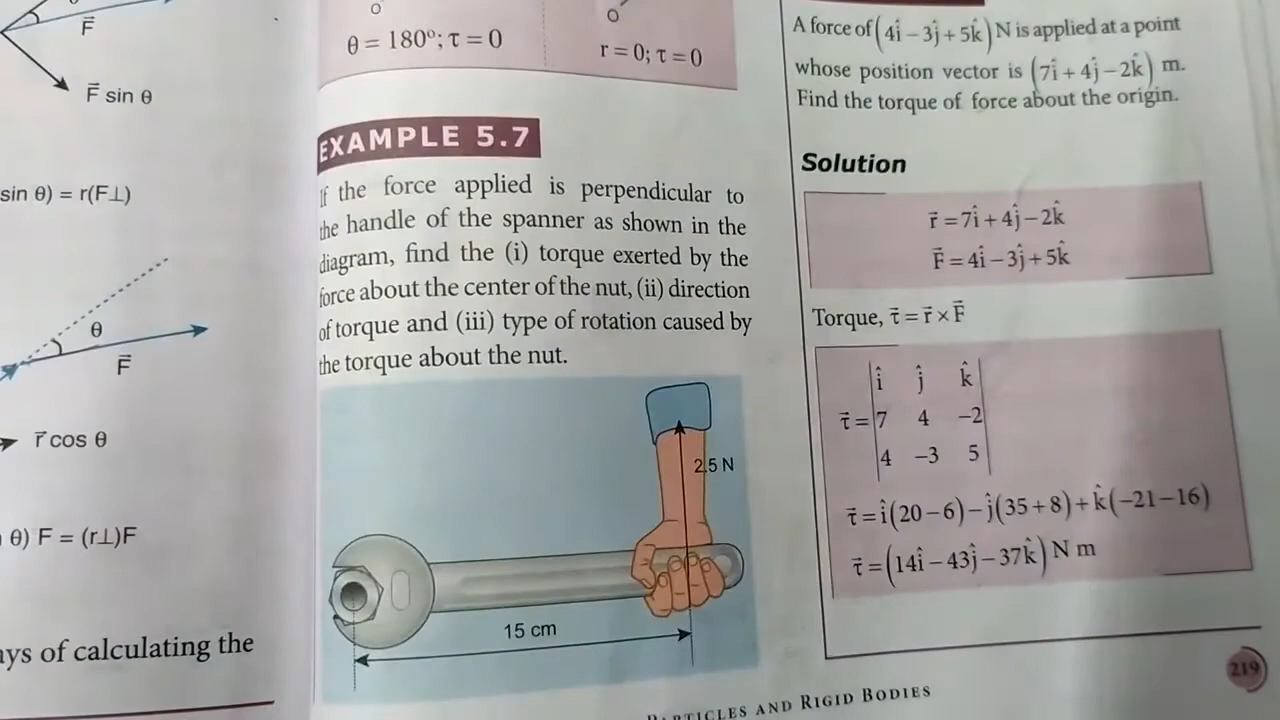 F⃗
F⃗ sin θ
sin θ) = r(F⊥)
θ
F⃗
r⃗ cos θ
θ) F = (r⊥)F
ays of calculating the
O
θ = 180º; τ = 0
O
r = 0; τ = 0
EXAMPLE 5.7
If the force applied is perpendicular to
the handle of the spanner as shown in the
diagram, find the (i) torque exerted by the
force about the center of the nut, (ii) direction
of torque and (iii) type of rotation caused by
the torque about the nut.
2.5 N
15 cm
A force of (4î − 3ĵ + 5k̂) N is applied at a point
whose position vector is (7î + 4ĵ − 2k̂) m.
Find the torque of force about the origin.
Solution
r⃗ = 7î + 4ĵ − 2k̂
F⃗ = 4î − 3ĵ + 5k̂
Torque, τ⃗ = r⃗ × F⃗
î ĵ k̂
τ⃗ = 7 4 −2
4 −3 5
τ⃗ = î(20 − 6) − ĵ(35 + 8) + k̂(−21 − 16)
τ⃗ = (14î − 43ĵ − 37k̂) N m
PARTICLES AND RIGID BODIES
219